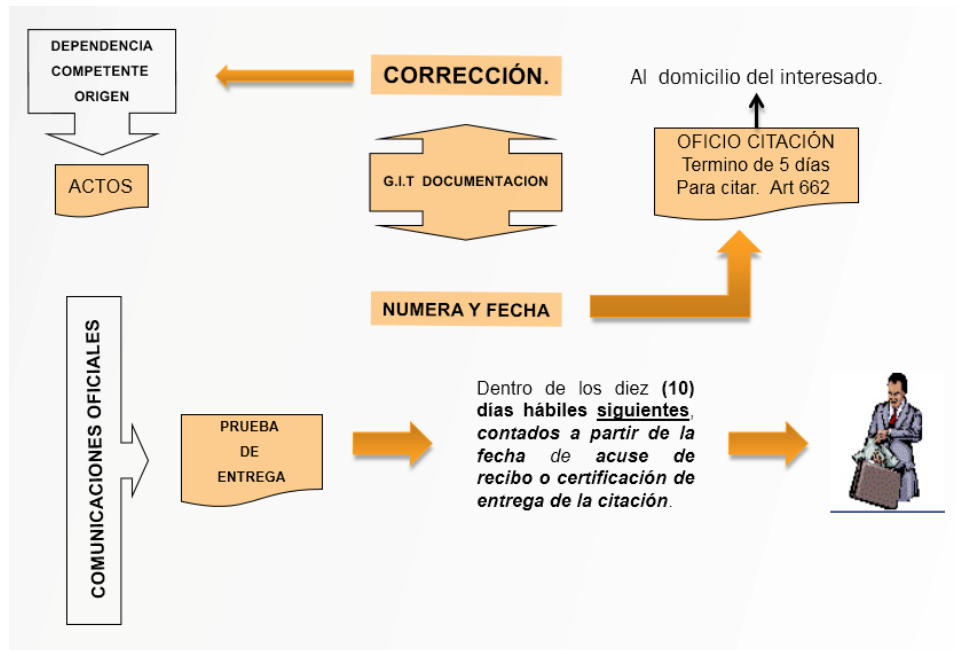 DEPENDENCIA
COMPETENTE
ORIGEN
ACTOS
CORRECCIÓN.
G.I.T DOCUMENTACION
NUMERA Y FECHA
Al domicilio del interesado.
OFICIO CITACIÓN
Termino de 5 días
Para citar. Art 662
COMUNICACIONES OFICIALES
PRUEBA
DE
ENTREGA
Dentro de los diez (10)
días hábiles siguientes,
contados a partir de la
fecha de acuse de
recibo o certificación de
entrega de la citación.